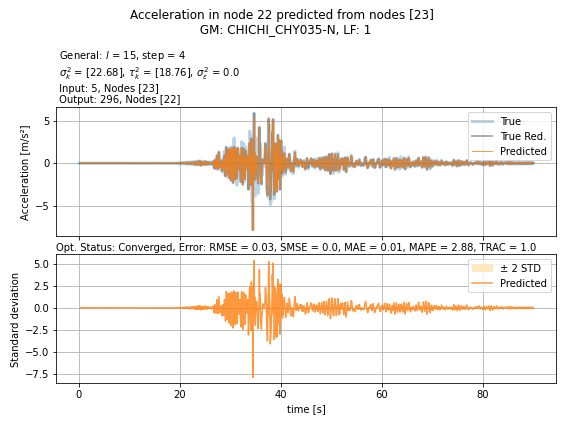 Acceleration in node 22 predicted from nodes [23]
GM: CHICHI_CHY035-N, LF: 1
General: l = 15, step = 4
σ²ₖ = [22.68], τ²ₖ = [18.76], σ²ε = 0.0
Input: 5, Nodes [23]
Output: 296, Nodes [22]
Acceleration [m/s²]
5
0
−5
True
True Red.
Predicted
Opt. Status: Converged, Error: RMSE = 0.03, SMSE = 0.0, MAE = 0.01, MAPE = 2.88, TRAC = 1.0
Standard deviation
5.0
2.5
0.0
−2.5
−5.0
−7.5
± 2 STD
Predicted
0 20 40 60 80
time [s]